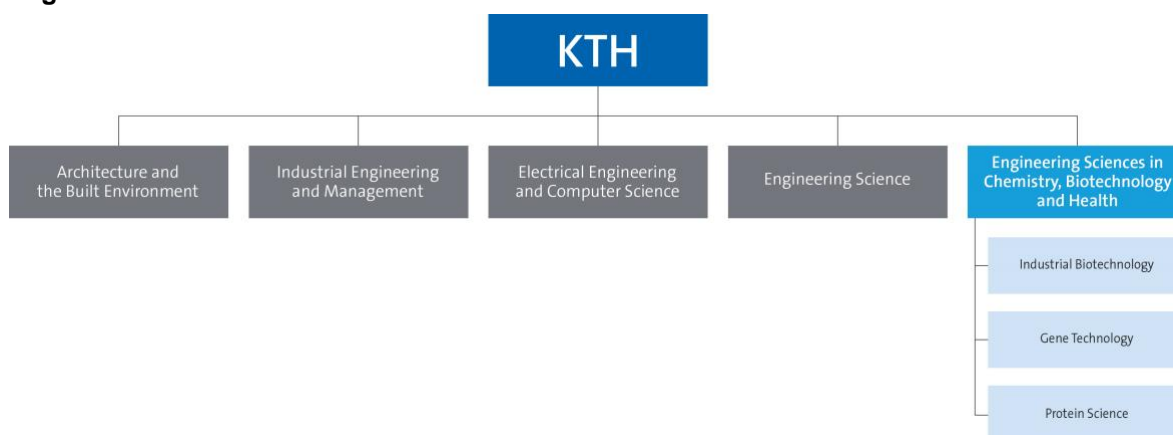 KTH
Architecture and
the Built Environment
Industrial Engineering
and Management
Electrical Engineering
and Computer Science
Engineering Science
Engineering Sciences in
Chemistry, Biotechnology
and Health
Industrial Biotechnology
Gene Technology
Protein Science